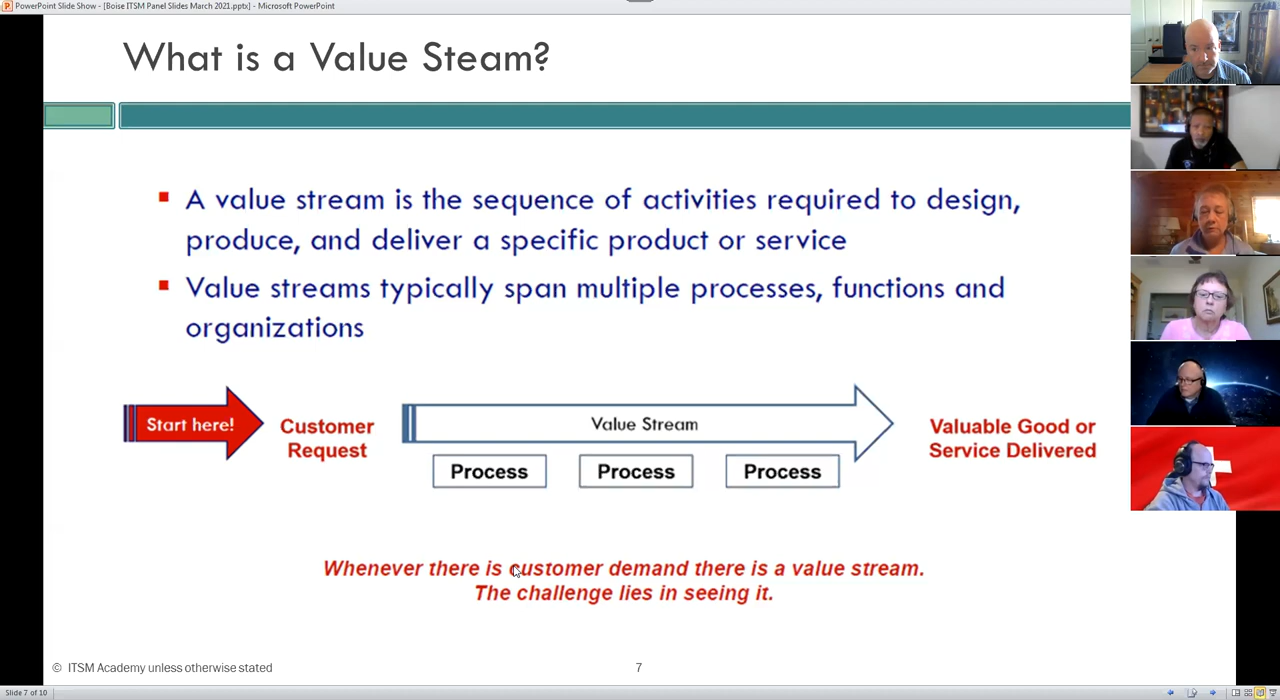 PowerPoint Slide Show - [Boise ITSM Panel Slides March 2021.pptx] - Microsoft PowerPoint
What is a Value Steam?
A value stream is the sequence of activities required to design,
produce, and deliver a specific product or service
Value streams typically span multiple processes, functions and
organizations
Start here!
Customer
Request
Value Stream
Process
Process
Process
Valuable Good or
Service Delivered
Whenever there is customer demand there is a value stream.
The challenge lies in seeing it.
© ITSM Academy unless otherwise stated
7
Slide 7 of 10